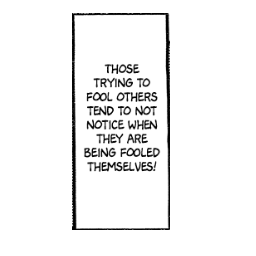 THOSE
TRYING TO
FOOL OTHERS
TEND TO NOT
NOTICE WHEN
THEY ARE
BEING FOOLED
THEMSELVES!